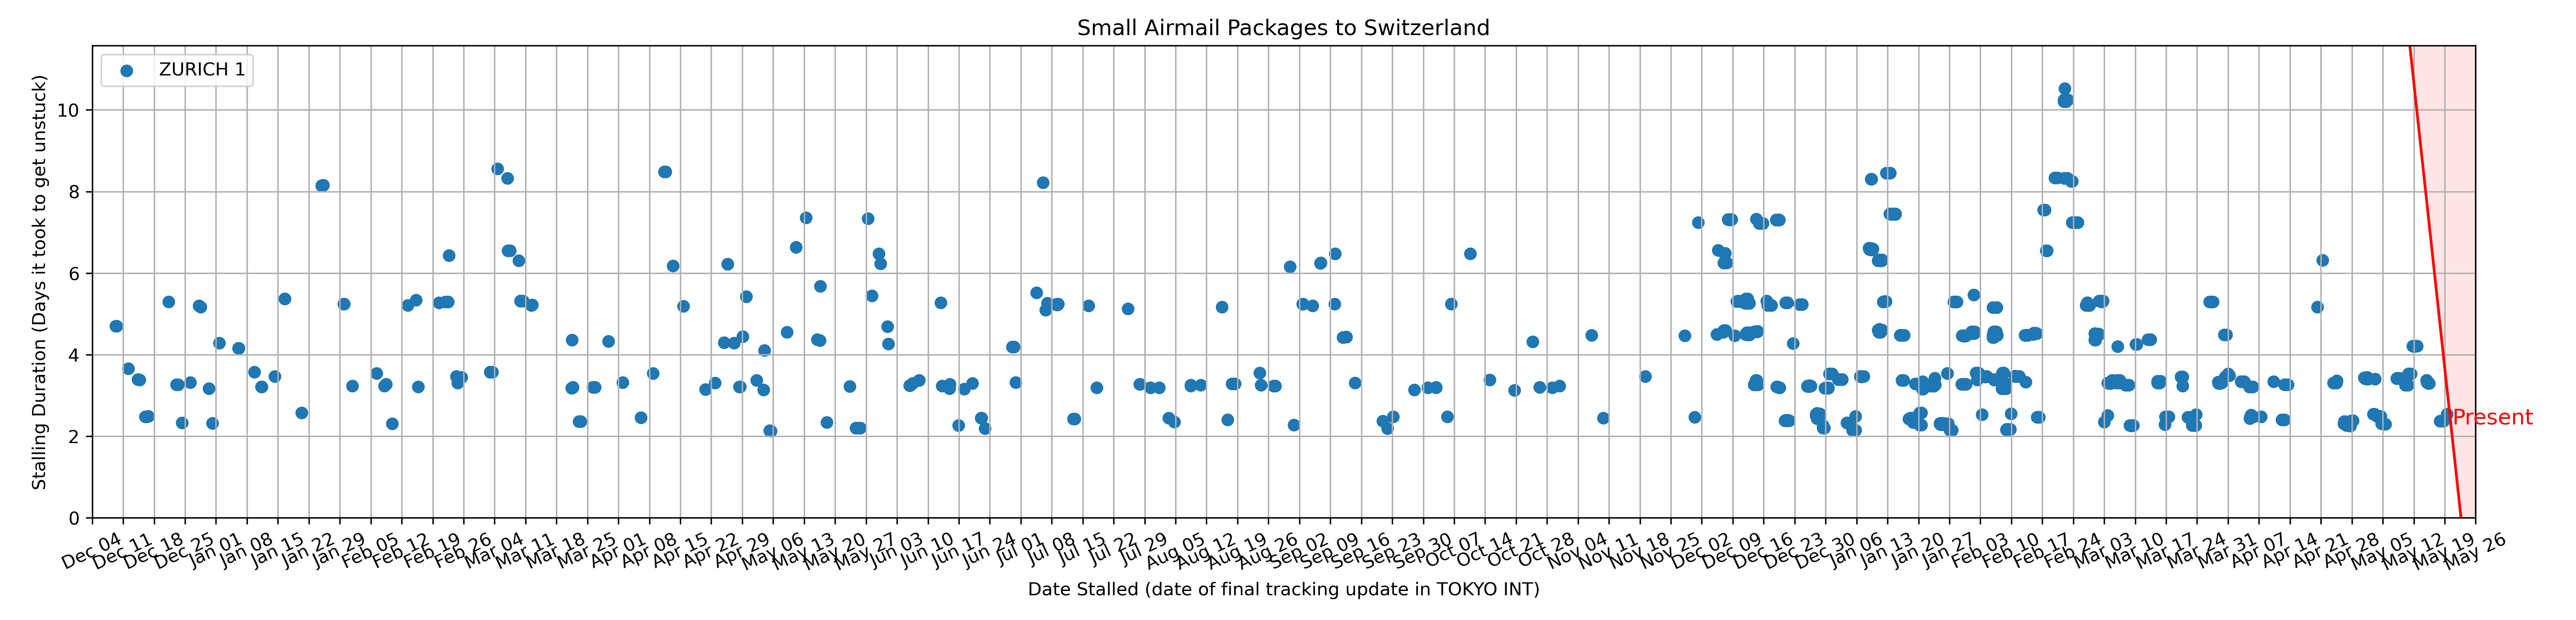 Small Airmail Packages to Switzerland
ZURICH 1
Stalling Duration (Days it took to get unstuck)
10
8
6
4
2
0
Present
Dec 04 Dec 11 Dec 18 Dec 25 Jan 01 Jan 08 Jan 15 Jan 22 Jan 29 Feb 05 Feb 12 Feb 19 Feb 26 Mar 04 Mar 11 Mar 18 Mar 25 Apr 01 Apr 08 Apr 15 Apr 22 Apr 29 May 06 May 13 May 20 May 27 Jun 03 Jun 10 Jun 17 Jun 24 Jul 01 Jul 08 Jul 15 Jul 22 Jul 29 Aug 05 Aug 12 Aug 19 Aug 26 Sep 02 Sep 09 Sep 16 Sep 23 Sep 30 Oct 07 Oct 14 Oct 21 Oct 28 Nov 04 Nov 11 Nov 18 Nov 25 Dec 02 Dec 09 Dec 16 Dec 23 Dec 30 Jan 06 Jan 13 Jan 20 Jan 27 Feb 03 Feb 10 Feb 17 Feb 24 Mar 03 Mar 10 Mar 17 Mar 24 Mar 31 Apr 07 Apr 14 Apr 21 Apr 28 May 05 May 12 May 19 May 26
Date Stalled (date of final tracking update in TOKYO INT)